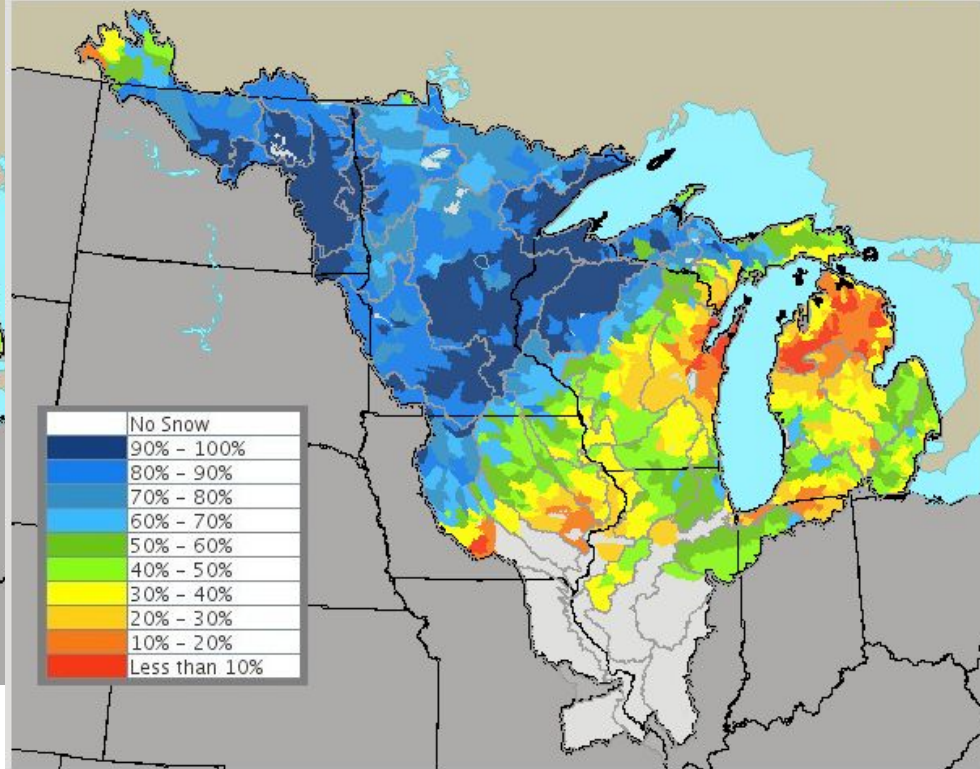 No Snow
90% - 100%
80% - 90%
70% - 80%
60% - 70%
50% - 60%
40% - 50%
30% - 40%
20% - 30%
10% - 20%
Less than 10%